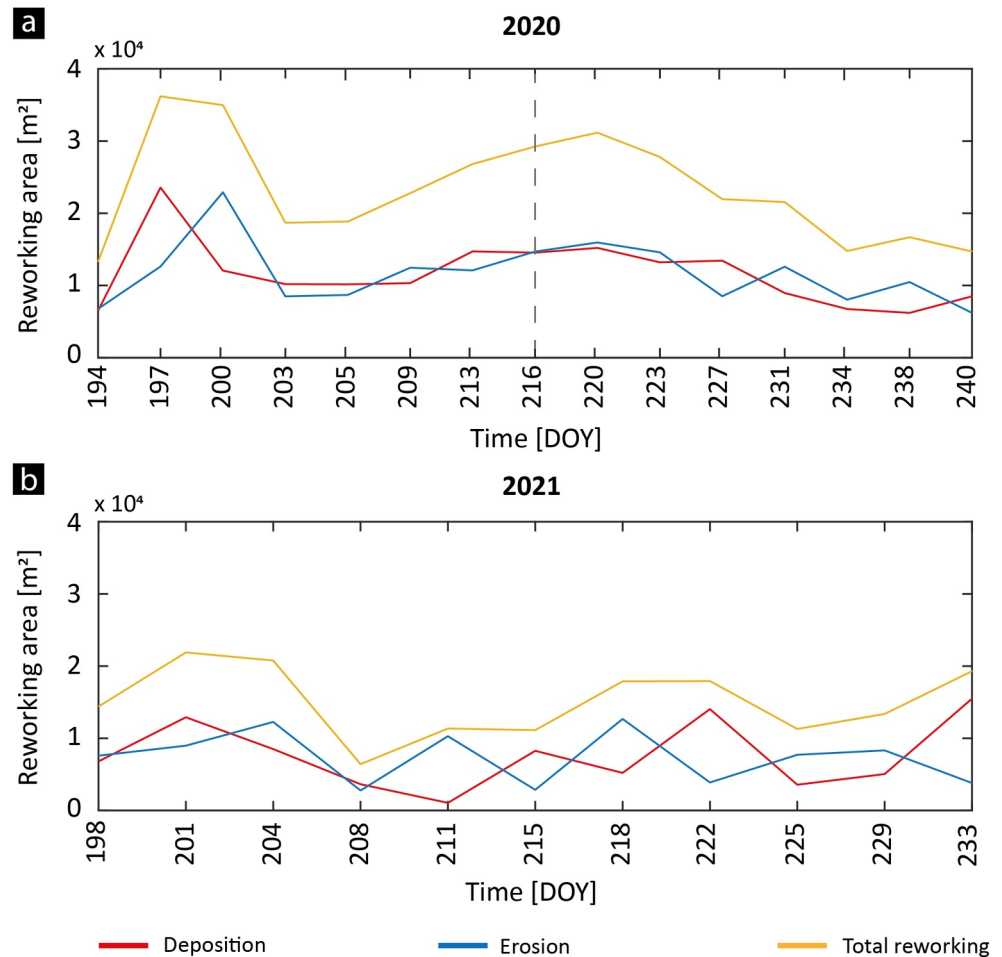 a
2020
x 10⁴
Reworking area [m²]
4
3
2
1
0
194 197 200 203 205 209 213 216 220 223 227 231 234 238 240
Time [DOY]
b
2021
x 10⁴
Reworking area [m²]
4
3
2
1
0
198 201 204 208 211 215 218 222 225 229 233
Time [DOY]
Deposition Erosion Total reworking